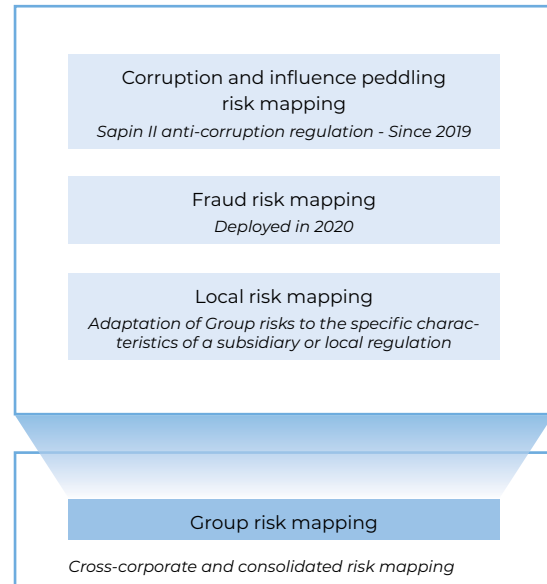 Corruption and influence peddling
risk mapping
Sapin II anti-corruption regulation - Since 2019
Fraud risk mapping
Deployed in 2020
Local risk mapping
Adaptation of Group risks to the specific charac-
teristics of a subsidiary or local regulation
Group risk mapping
Cross-corporate and consolidated risk mapping